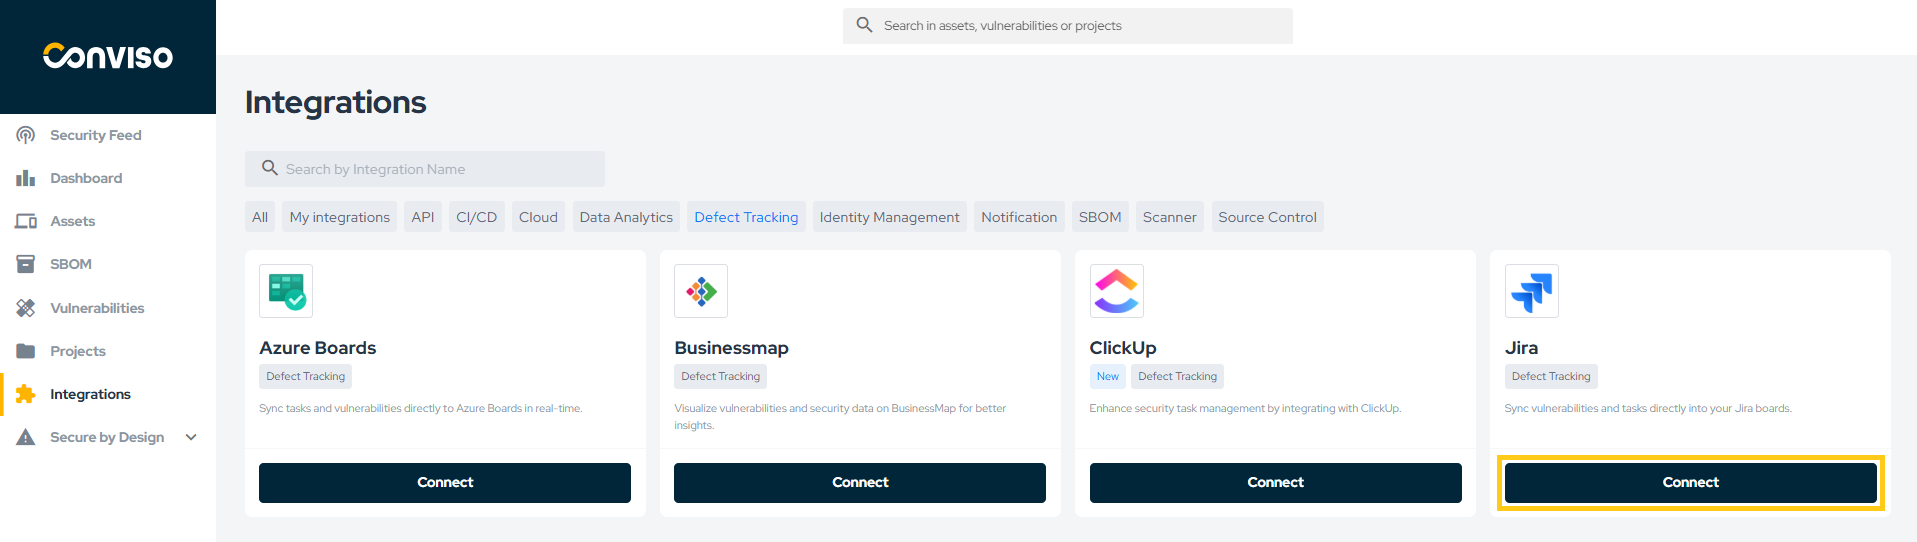 Conviso
Search in assets, vulnerabilities or projects
Security Feed
Dashboard
Assets
SBOM
Vulnerabilities
Projects
Integrations
Secure by Design
Integrations
Search by Integration Name
All My integrations API CI/CD Cloud Data Analytics Defect Tracking Identity Management Notification SBOM Scanner Source Control
Azure Boards
Defect Tracking
Sync tasks and vulnerabilities directly to Azure Boards in real-time.
Connect
Businessmap
Defect Tracking
Visualize vulnerabilities and security data on BusinessMap for better
insights.
Connect
ClickUp
New Defect Tracking
Enhance security task management by integrating with ClickUp.
Connect
Jira
Defect Tracking
Sync vulnerabilities and tasks directly into your Jira boards.
Connect